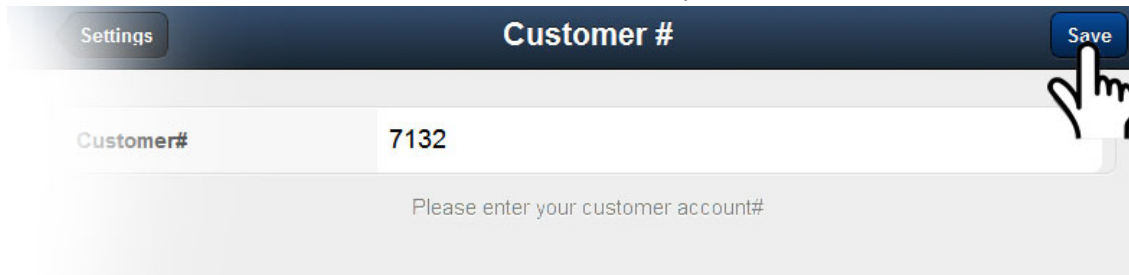 Settings
Customer #
Save
Customer# 7132
Please enter your customer account#